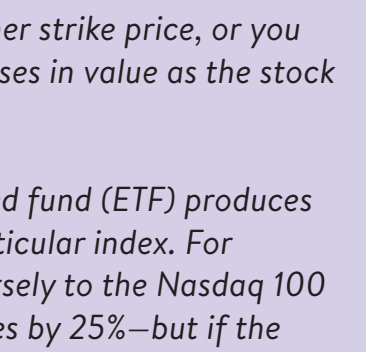 er strike price, or you
ses in value as the stock
d fund (ETF) produces
ticular index. For
rsely to the Nasdaq 100
es by 25%—but if the